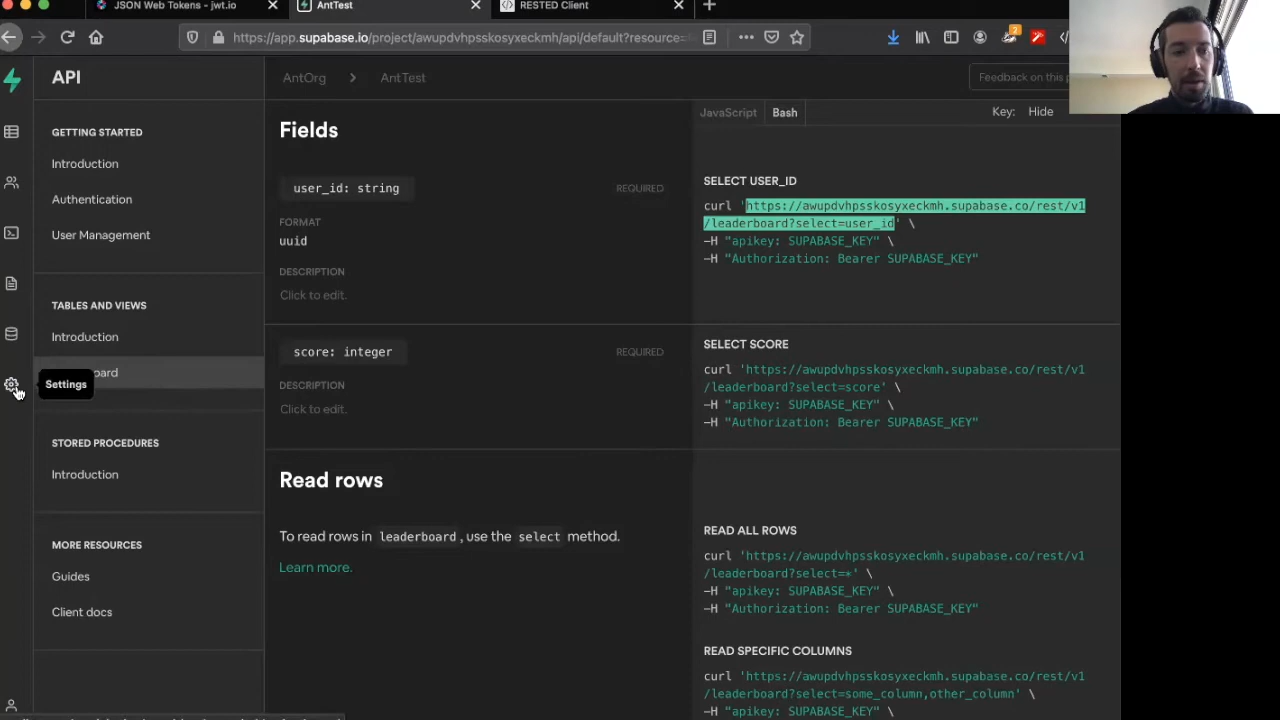 JSON Web Tokens - jwt.io
AntTest
RESTED Client
https://app.supabase.io/project/awupdvhpsskosyxeckmh/api/default?resource=
2
API
AntOrg
AntTest
Feedback on this
JavaScript
Bash
Key: Hide
GETTING STARTED
Introduction
Authentication
User Management
TABLES AND VIEWS
Introduction
board
Settings
STORED PROCEDURES
Introduction
MORE RESOURCES
Guides
Client docs
Fields
user_id: string
REQUIRED
FORMAT
uuid
DESCRIPTION
Click to edit.
SELECT USER_ID
curl 'https://awupdvhpsskosyxeckmh.supabase.co/rest/v1
/leaderboard?select=user_id' \
-H "apikey: SUPABASE_KEY" \
-H "Authorization: Bearer SUPABASE_KEY"
score: integer
REQUIRED
DESCRIPTION
Click to edit.
SELECT SCORE
curl 'https://awupdvhpsskosyxeckmh.supabase.co/rest/v1
/leaderboard?select=score' \
-H "apikey: SUPABASE_KEY" \
-H "Authorization: Bearer SUPABASE_KEY"
Read rows
To read rows in leaderboard , use the select method.
Learn more.
READ ALL ROWS
curl 'https://awupdvhpsskosyxeckmh.supabase.co/rest/v1
/leaderboard?select=*' \
-H "apikey: SUPABASE_KEY" \
-H "Authorization: Bearer SUPABASE_KEY"
READ SPECIFIC COLUMNS
curl 'https://awupdvhpsskosyxeckmh.supabase.co/rest/v1
/leaderboard?select=some_column,other_column' \
-H "apikey: SUPABASE_KEY" \